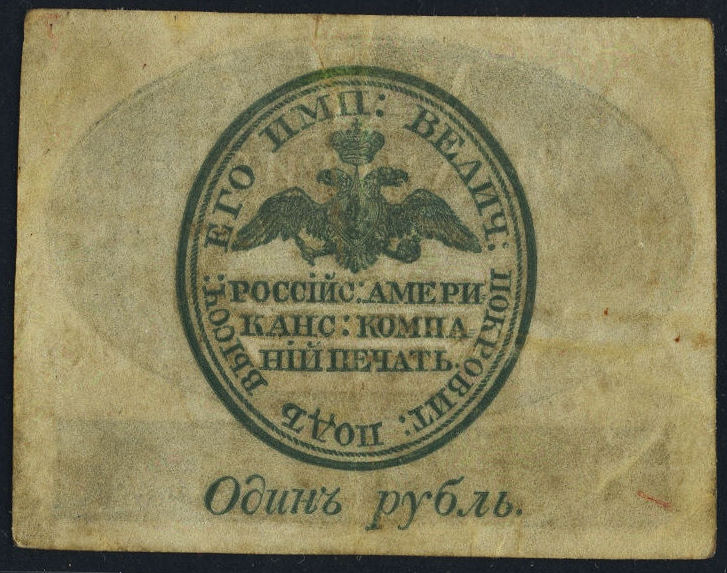 ПОДЪ ВЫСОЧ: ЕГО ИМП: ВЕЛИЧ: ПОКРОВИТ:
РОССІЙС: АМЕРИ
КАНС: КОМПА
НІЙ ПЕЧАТЬ.
Одинъ рубль.